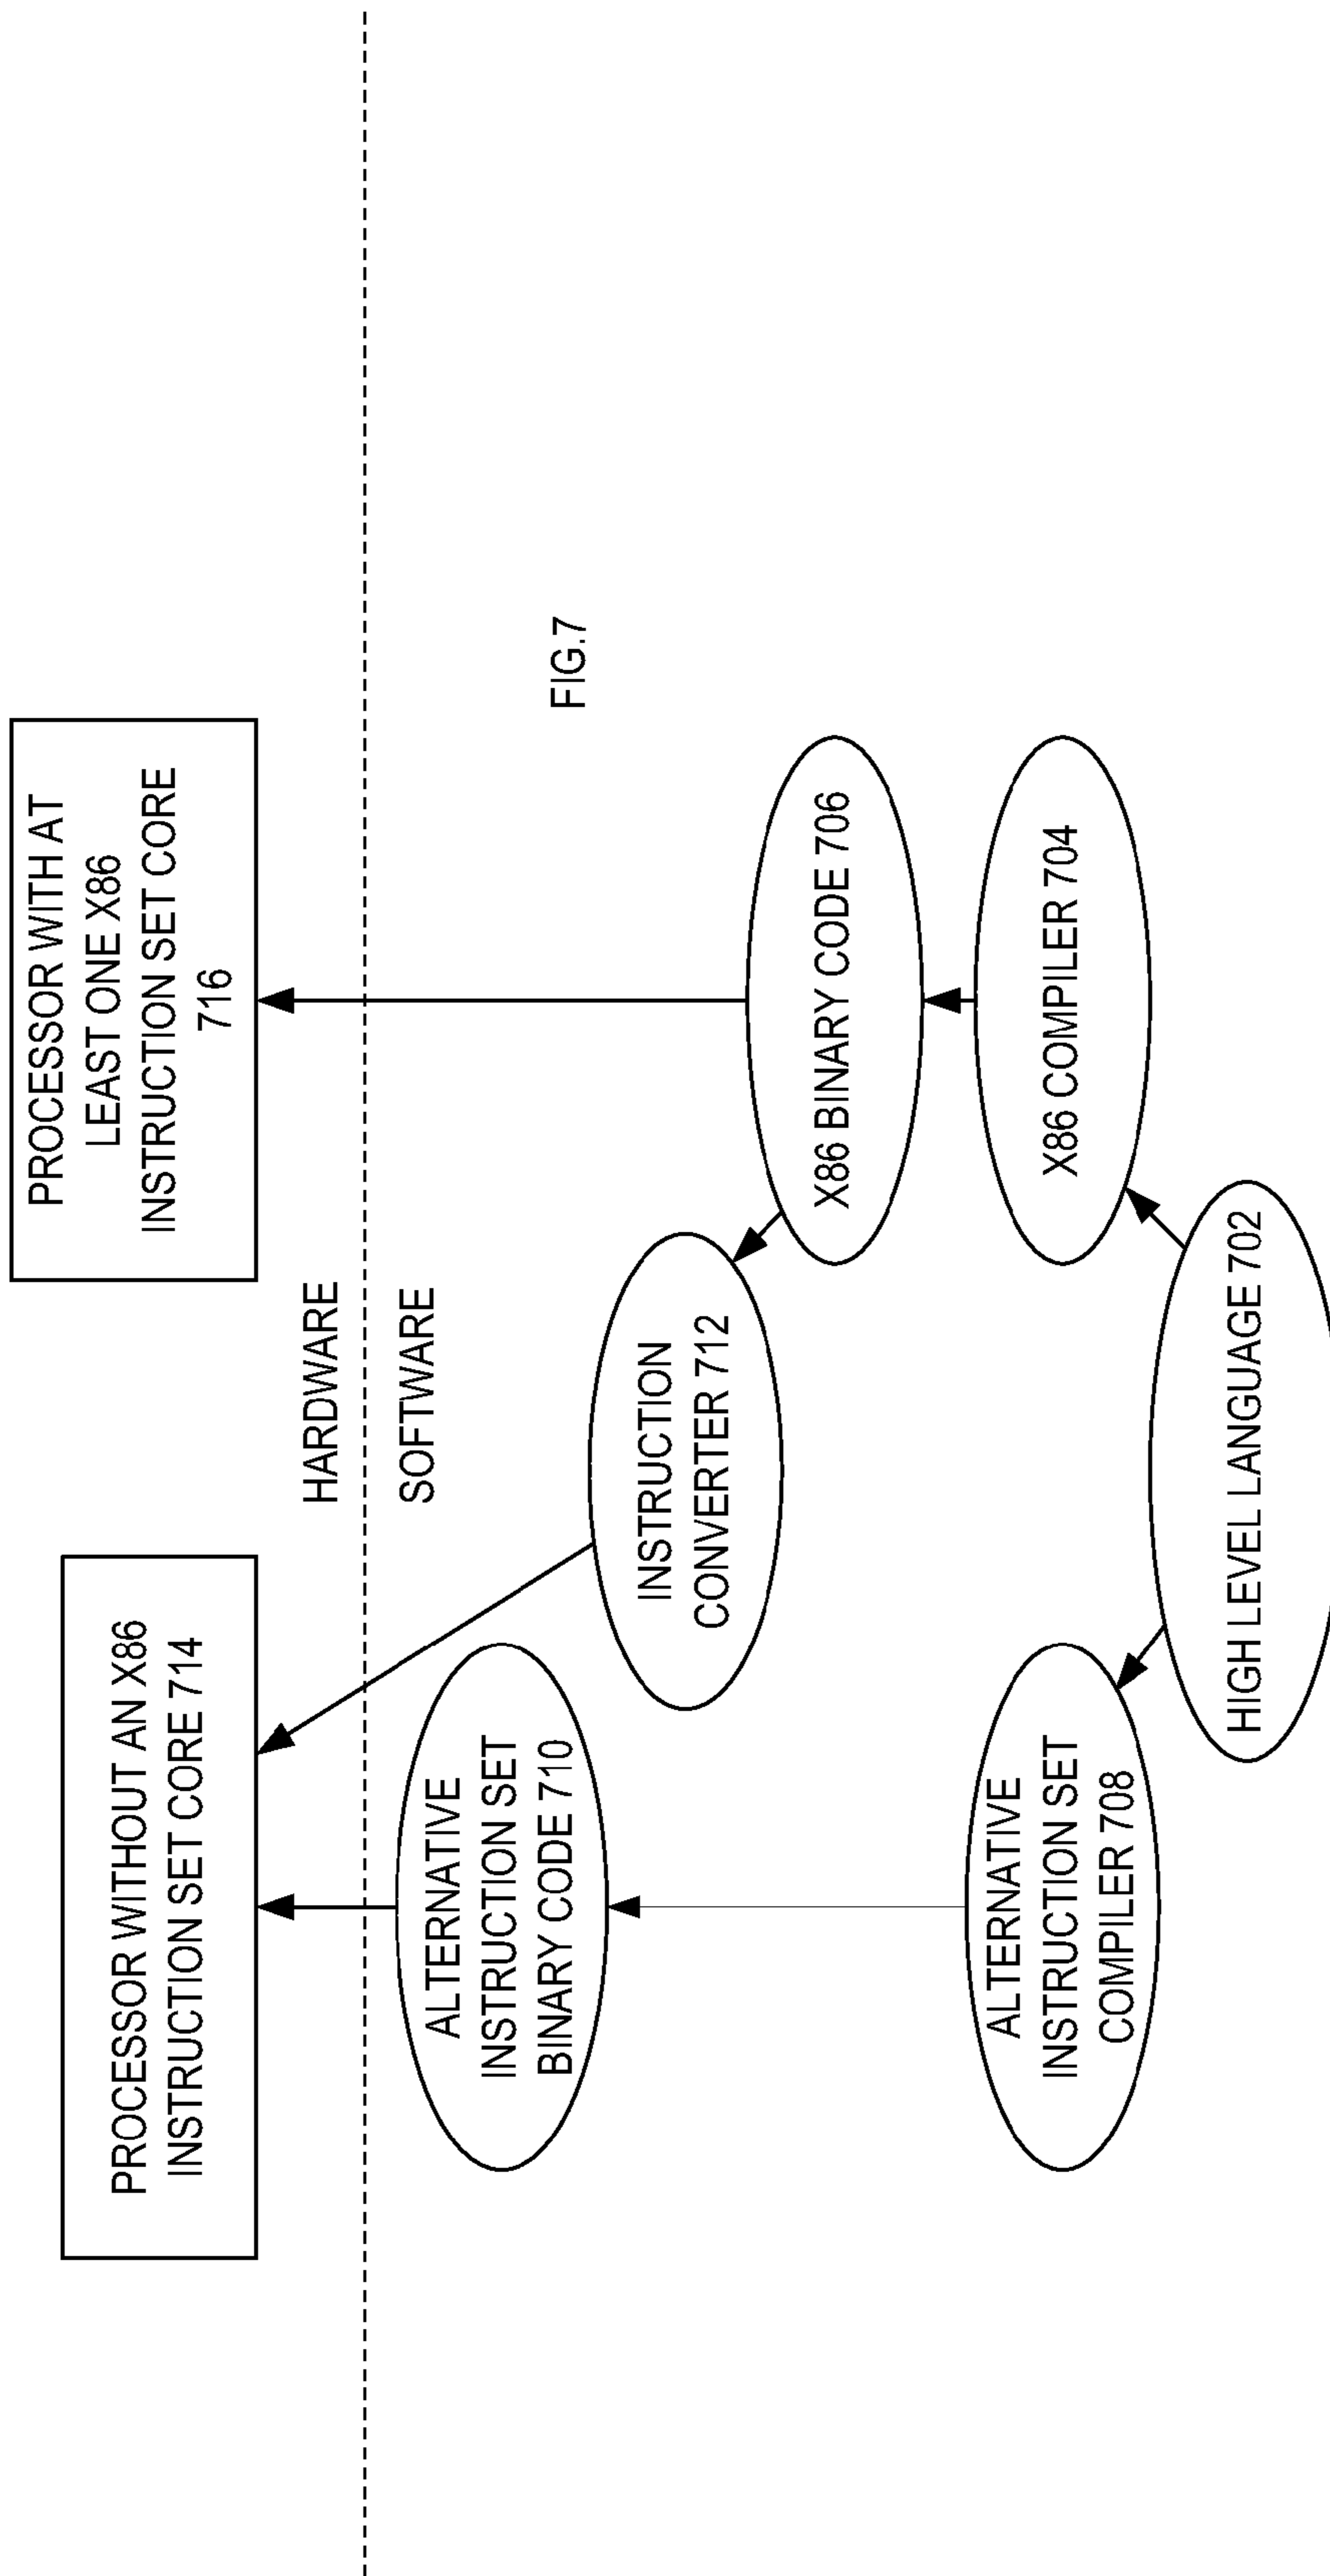 PROCESSOR WITHOUT AN X86
INSTRUCTION SET CORE 714
PROCESSOR WITH AT
LEAST ONE X86
INSTRUCTION SET CORE
716
HARDWARE
SOFTWARE
ALTERNATIVE
INSTRUCTION SET
BINARY CODE 710
INSTRUCTION
CONVERTER 712
FIG.7
X86 BINARY CODE 706
ALTERNATIVE
INSTRUCTION SET
COMPILER 708
X86 COMPILER 704
HIGH LEVEL LANGUAGE 702